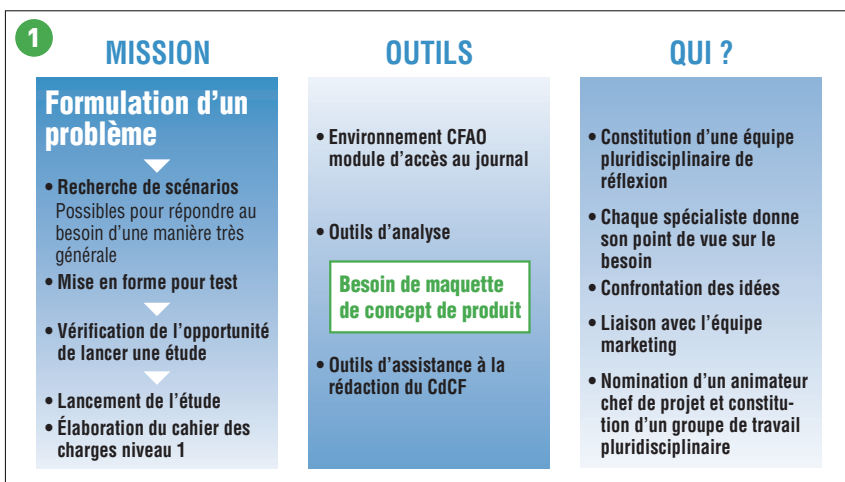 1
MISSION
Formulation d’un
problème
• Recherche de scénarios
Possibles pour répondre au
besoin d’une manière très
générale
• Mise en forme pour test
• Vérification de l’opportunité
de lancer une étude
• Lancement de l’étude
• Élaboration du cahier des
charges niveau 1
OUTILS
• Environnement CFAO
module d’accès au journal
• Outils d’analyse
Besoin de maquette
de concept de produit
• Outils d’assistance à la
rédaction du CdCF
QUI ?
• Constitution d’une équipe
pluridisciplinaire de
réflexion
• Chaque spécialiste donne
son point de vue sur le
besoin
• Confrontation des idées
• Liaison avec l’équipe
marketing
• Nomination d’un animateur
chef de projet et constitu-
tion d’un groupe de travail
pluridisciplinaire